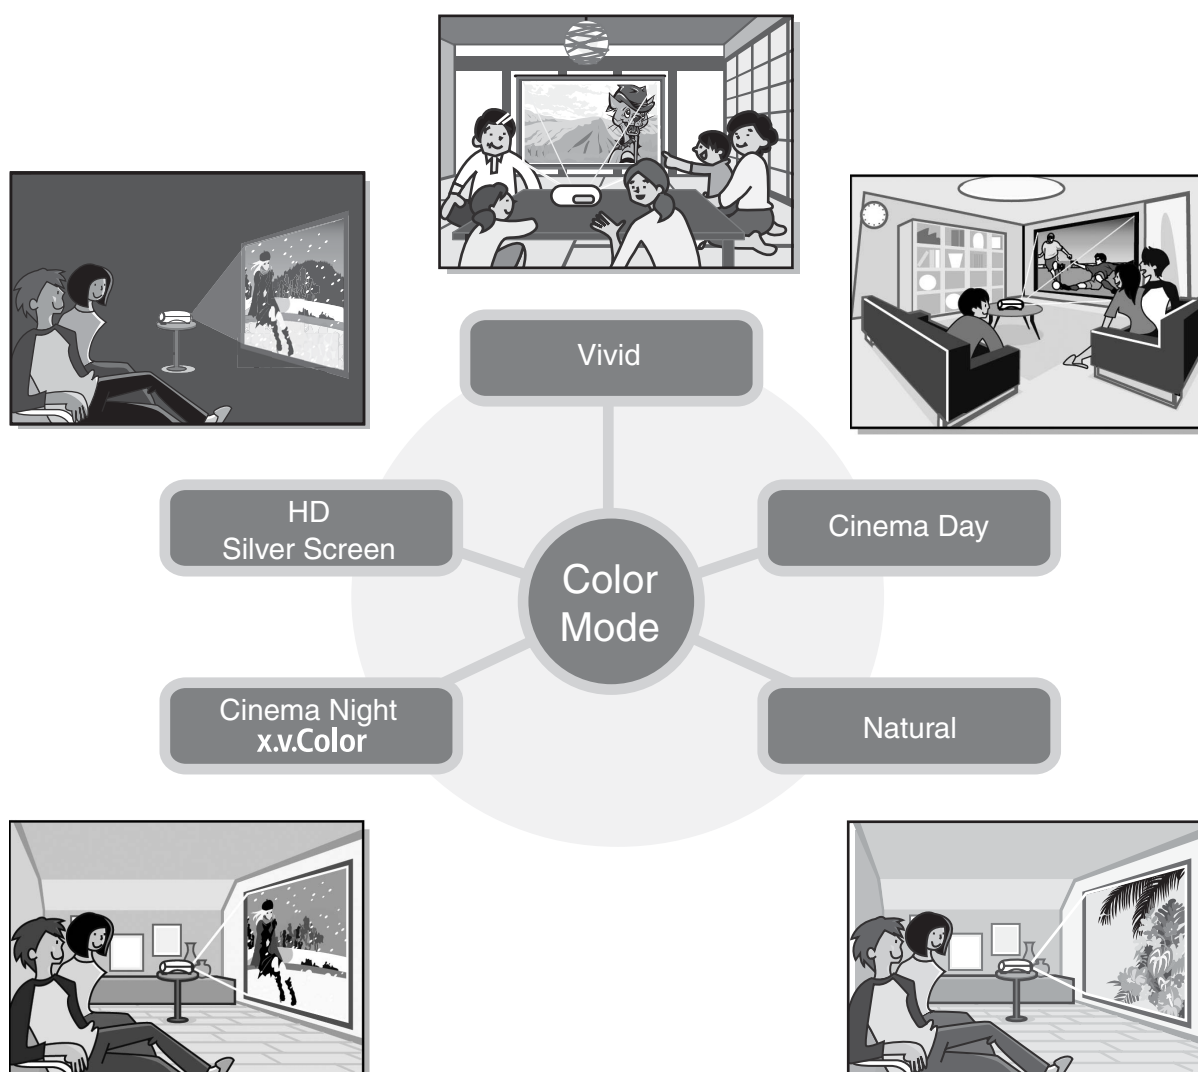 Vivid
HD
Silver Screen
Cinema Day
Color
Mode
Cinema Night
x.v.Color
Natural